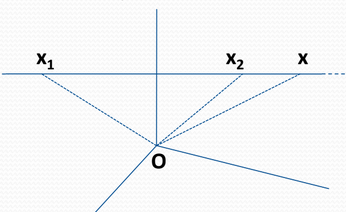 x₁ x₂ x
O